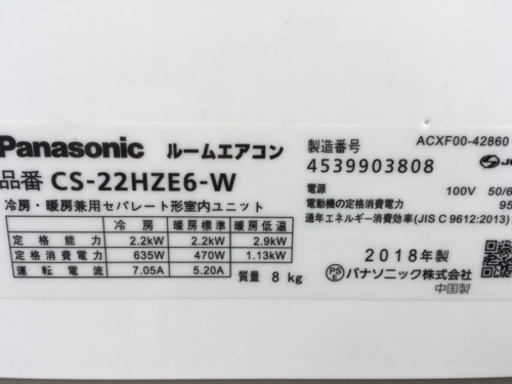 Panasonic ルームエアコン
品番 CS-22HZE6-W
冷房・暖房兼用セパレート形室内ユニット
冷房 暖房標準 暖房低温
定格能力 2.2kW 2.2kW 2.9kW
定格消費電力 635W 470W 1.13kW
運転電流 7.05A 5.20A
質量 8 kg
製造番号 ACXF00-42860
4539903808
電源 100V 50/6
電動機の定格消費電力 95
通年エネルギー消費効率(JIS C 9612:2013)
2018年製
PS E パナソニック株式会社
中国製